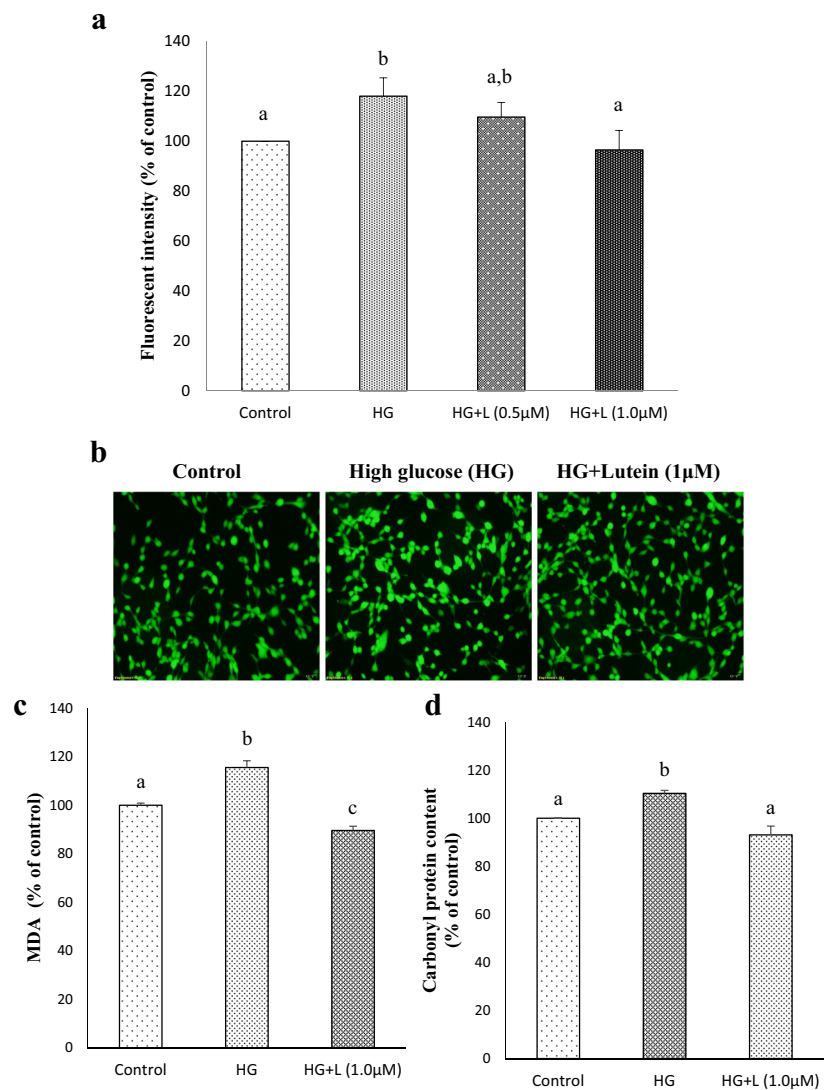 a
Fluorescent intensity (% of control)
140
120
100
80
60
40
20
0
a
b
a,b
a
Control
HG
HG+L (0.5µM)
HG+L (1.0µM)
b
Control
High glucose (HG)
HG+Lutein (1µM)
c
MDA (% of control)
140
120
100
80
60
40
20
0
a
b
c
Control
HG
HG+L (1.0µM)
d
Carbonyl protein content
(% of control)
140
120
100
80
60
40
20
0
a
b
a
Control
HG
HG+L (1.0µM)